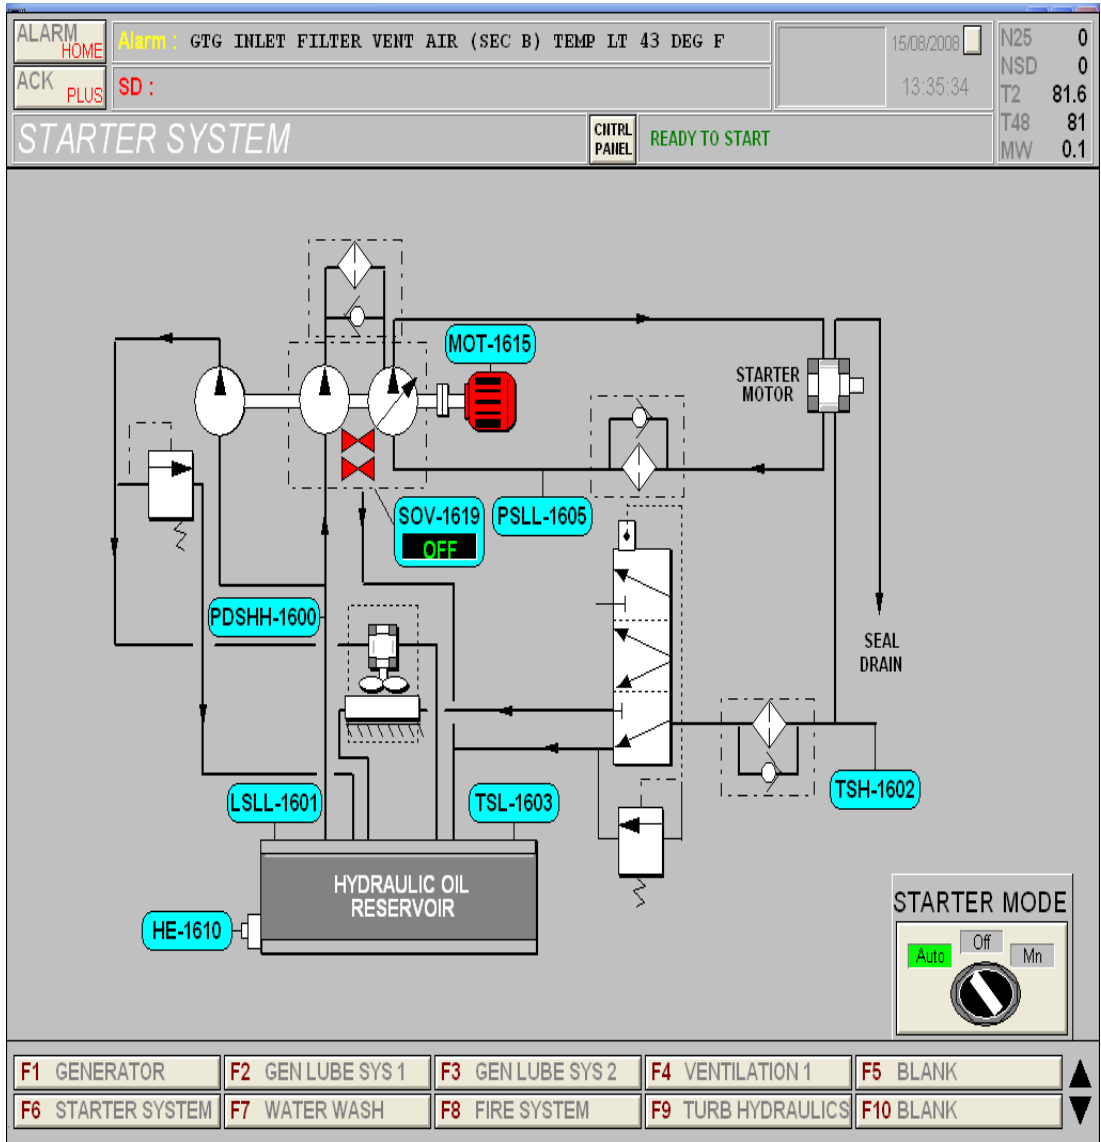 ALARM
HOME
Alarm : GTG INLET FILTER VENT AIR (SEC B) TEMP LT 43 DEG F
15/08/2008
N25 0
ACK
PLUS
SD :
13:35:34
NSD 0
T2 81.6
STARTER SYSTEM
CNTRL
PANEL
READY TO START
T48 81
MW 0.1
MOT-1615
STARTER
MOTOR
SOV-1619
OFF
PSLL-1605
PDSHH-1600
SEAL
DRAIN
LSLL-1601
TSL-1603
TSH-1602
HYDRAULIC OIL
RESERVOIR
HE-1610
STARTER MODE
Auto Off Mn
F1 GENERATOR F2 GEN LUBE SYS 1 F3 GEN LUBE SYS 2 F4 VENTILATION 1 F5 BLANK
F6 STARTER SYSTEM F7 WATER WASH F8 FIRE SYSTEM F9 TURB HYDRAULICS F10 BLANK